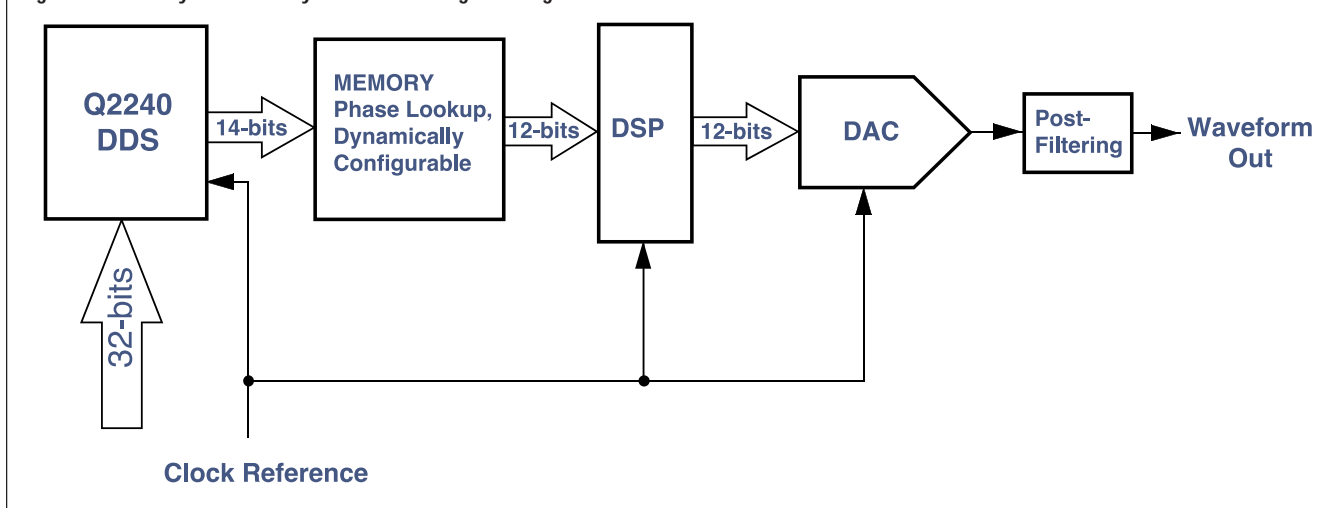 Q2240
DDS
14-bits
MEMORY
Phase Lookup,
Dynamically
Configurable
12-bits
DSP
12-bits
DAC
Post-
Filtering
Waveform
Out
32-bits
Clock Reference